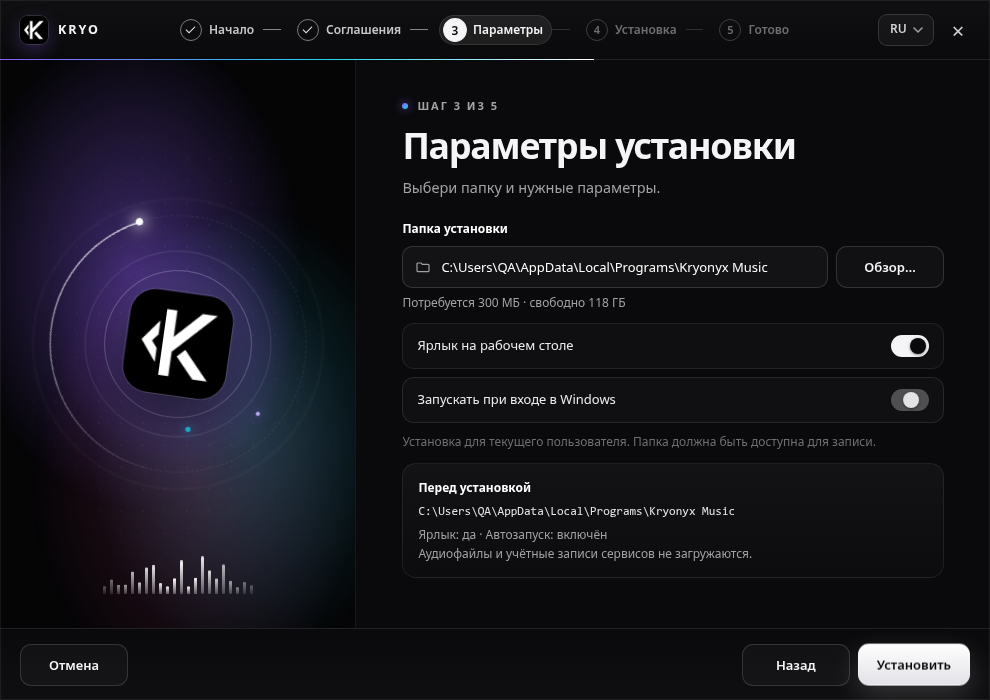 KRYO
Начало
Соглашения
3 Параметры
4 Установка
5 Готово
RU
ШАГ 3 ИЗ 5
Параметры установки
Выбери папку и нужные параметры.
Папка установки
C:\Users\QA\AppData\Local\Programs\Kryonyx Music
Обзор...
Потребуется 300 МБ · свободно 118 ГБ
Ярлык на рабочем столе
Запускать при входе в Windows
Установка для текущего пользователя. Папка должна быть доступна для записи.
Перед установкой
C:\Users\QA\AppData\Local\Programs\Kryonyx Music
Ярлык: да · Автозапуск: включён
Аудиофайлы и учётные записи сервисов не загружаются.
Отмена
Назад
Установить